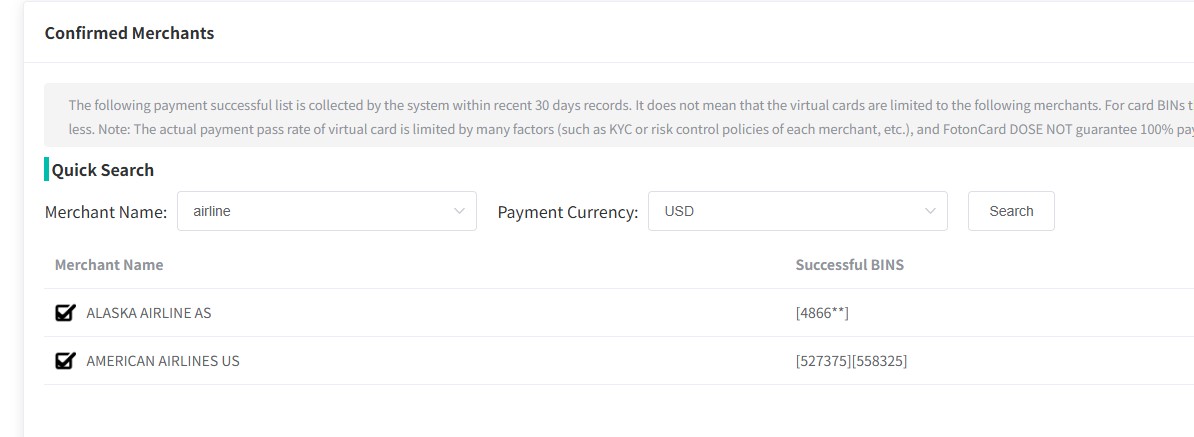 Confirmed Merchants
The following payment successful list is collected by the system within recent 30 days records. It does not mean that the virtual cards are limited to the following merchants. For card BINs
less. Note: The actual payment pass rate of virtual card is limited by many factors (such as KYC or risk control policies of each merchant, etc.), and FotonCard DOSE NOT guarantee 100%
Quick Search
Merchant Name: airline Payment Currency: USD Search
Merchant Name Successful BINS
ALASKA AIRLINE AS [4866**]
AMERICAN AIRLINES US [527375][558325]